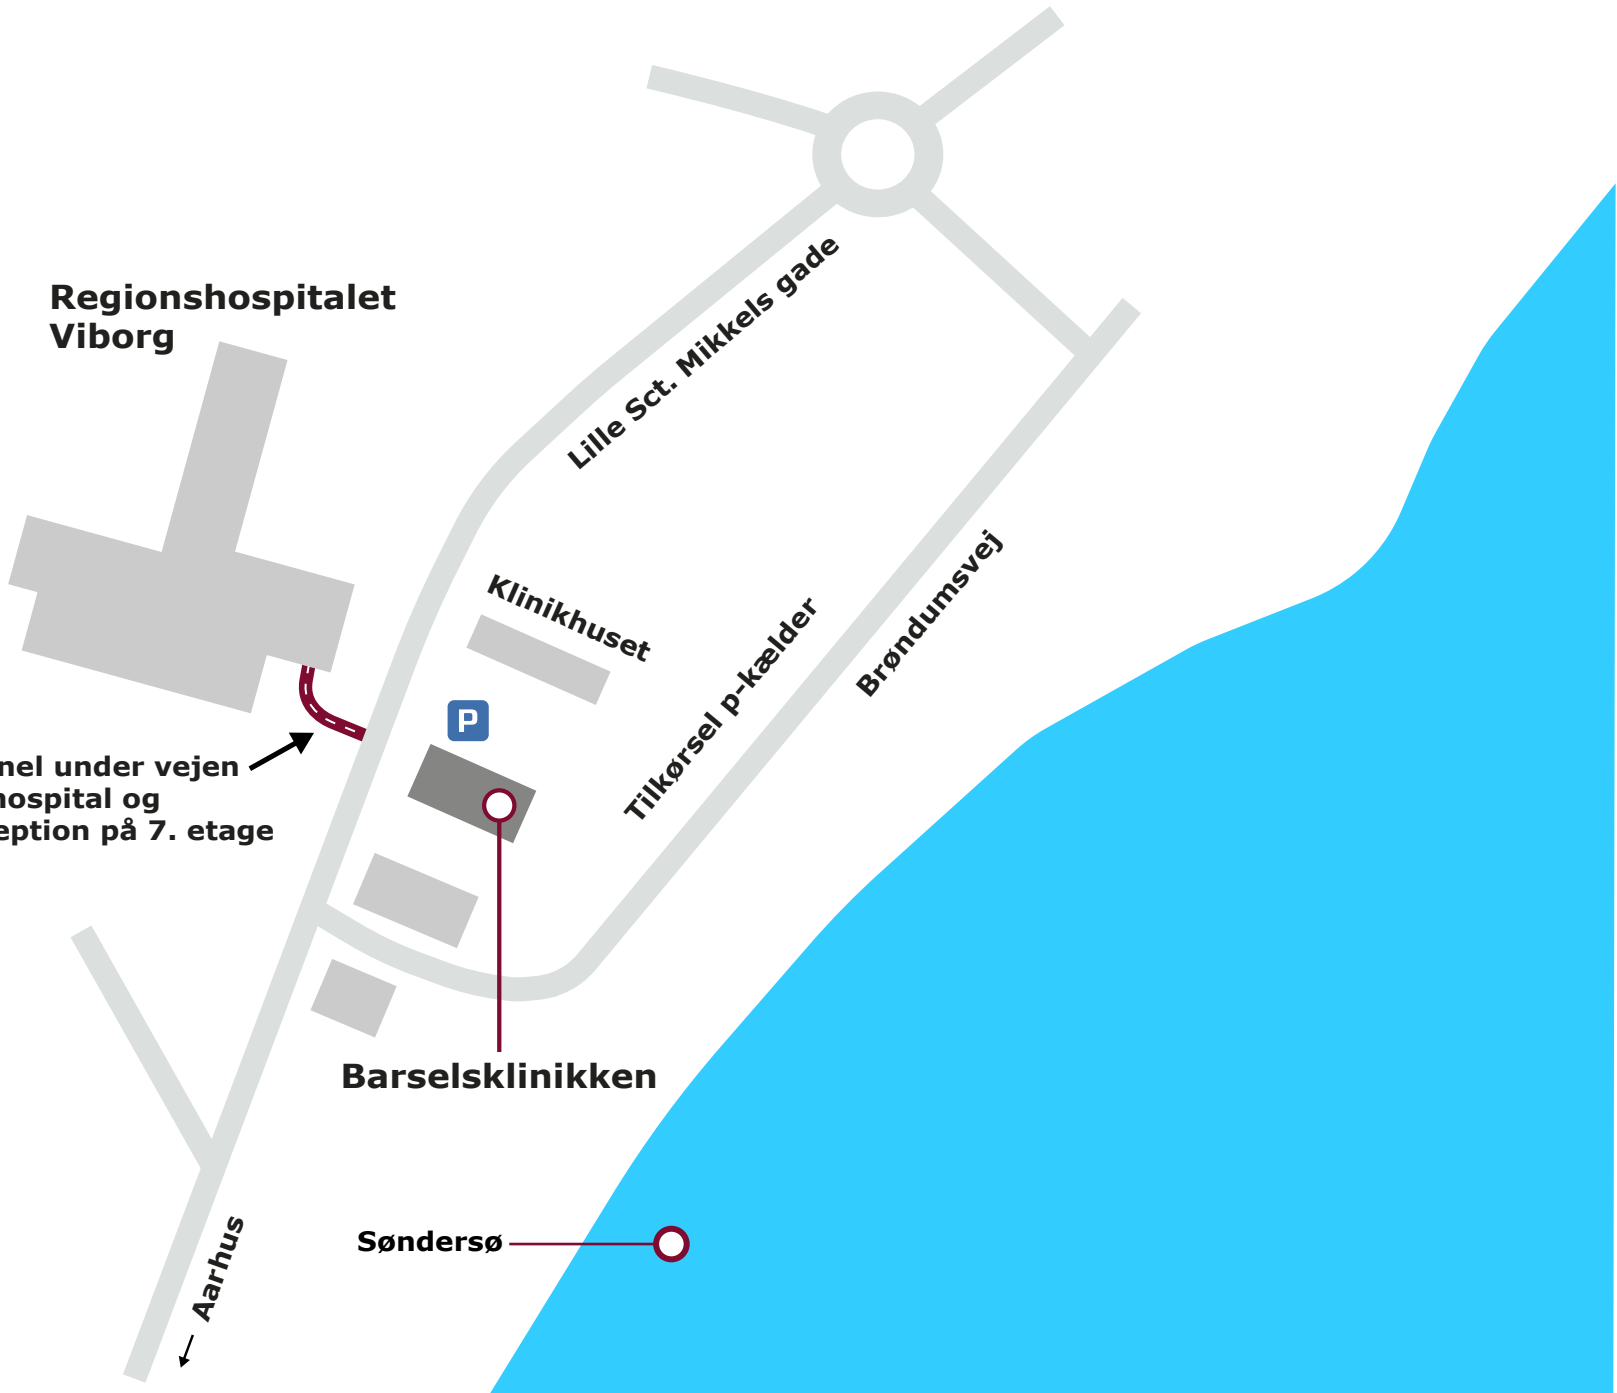 Regionshospitalet
Viborg
Lille Sct. Mikkels gade
Klinikhuset
P
Tilkørsel p-kælder
Brøndumsvej
nel under vejen
hospital og
eption på 7. etage
Barselsklinikken
Søndersø
Aarhus